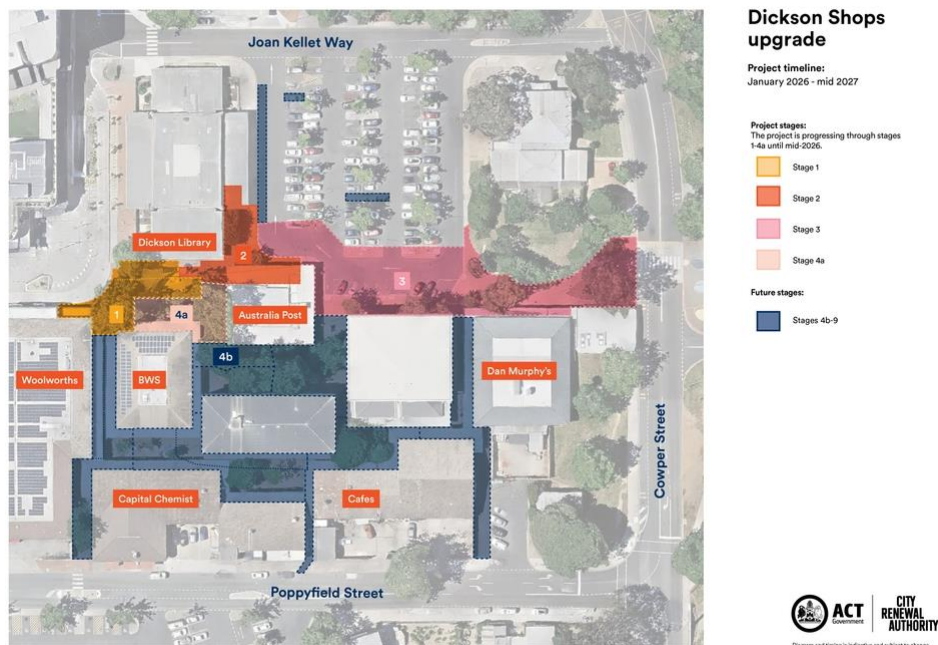 Dickson Shops
upgrade
Project timeline:
January 2026 - mid 2027
Project stages:
The project is progressing through stages
1-4a until mid-2026.
Stage 1
Stage 2
Stage 3
Stage 4a
Future stages:
Stages 4b-9
Joan Kellet Way
Dickson Library
2
3
1
4a
Australia Post
4b
Woolworths
BWS
Dan Murphy's
Cowper Street
Capital Chemist
Cafes
Poppyfield Street
ACT
Government
CITY
RENEWAL
AUTHORITY